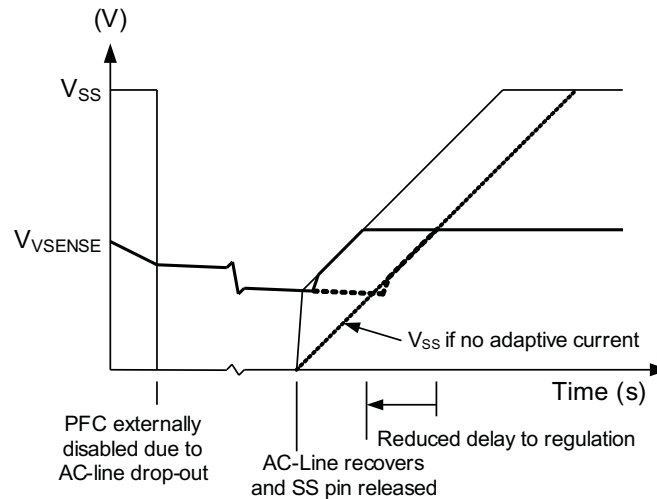 (V)
VSS
VVSENSE
VSS if no adaptive current
Time (s)
PFC externally
disabled due to
AC-line drop-out
AC-Line recovers
and SS pin released
Reduced delay to regulation